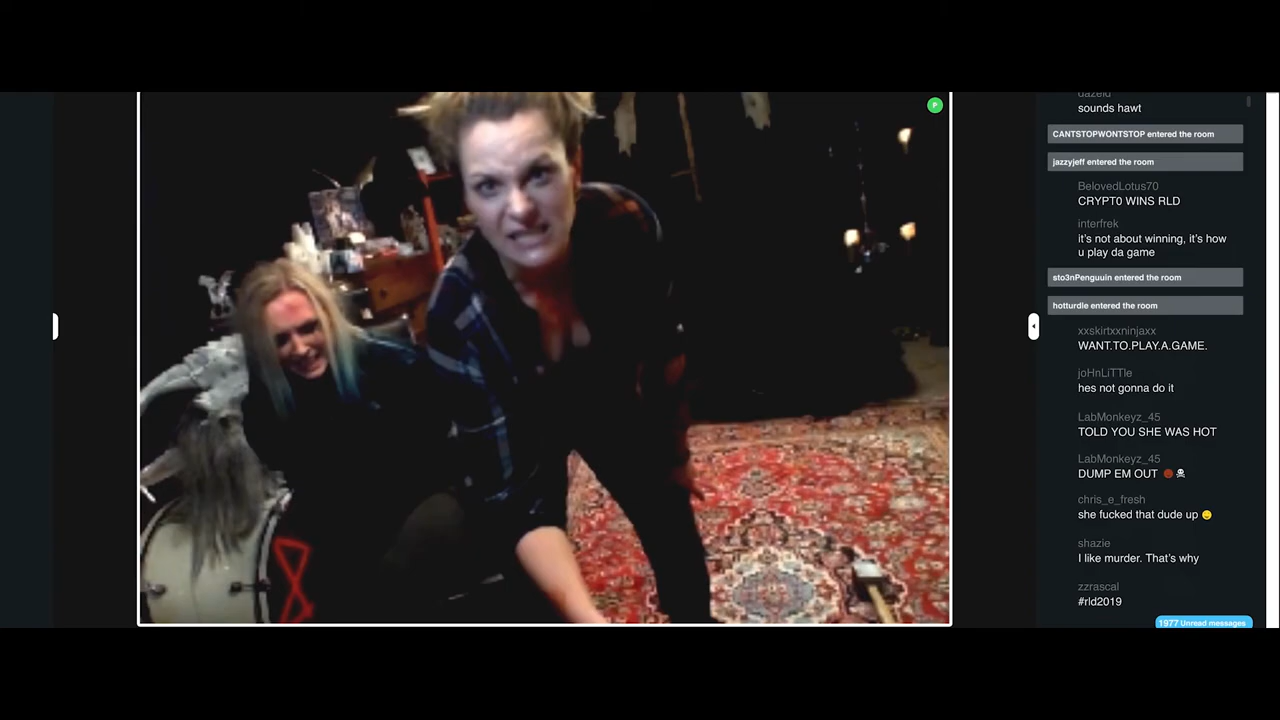 dazeld
sounds hawt
CANTSTOPWONTSTOP entered the room
jazzyjeff entered the room
BelovedLotus70
CRYPT0 WINS RLD
interfrek
it's not about winning, it's how
u play da game
sto3nPenguuin entered the room
hotturdle entered the room
xxskirtxxninjaxx
WANT.TO.PLAY.A.GAME.
joHnLiTTle
hes not gonna do it
LabMonkeyz_45
TOLD YOU SHE WAS HOT
LabMonkeyz_45
DUMP EM OUT
chris_e_fresh
she fucked that dude up
shazie
I like murder. That's why
zzrascal
#rld2019
1977 Unread messages
P